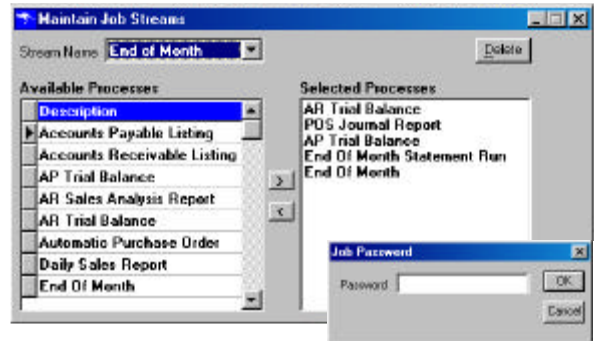 Maintain Job Streams
Stream Name End of Month
Delete
Available Processes
Description
Accounts Payable Listing
Accounts Receivable Listing
AP Trial Balance
AR Sales Analysis Report
AR Trial Balance
Automatic Purchase Order
Daily Sales Report
End Of Month
>
<
Selected Processes
AR Trial Balance
POS Journal Report
AP Trial Balance
End Of Month Statement Run
End Of Month
Job Password
Password
OK
Cancel